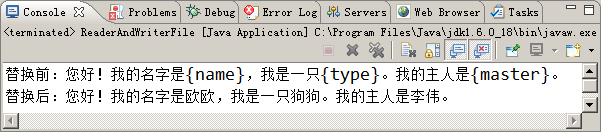 Console Problems Debug Error Log Servers Web Browser Tasks
<terminated> ReaderAndWriterFile [Java Application] C:\Program Files\Java\jdk1.6.0_18\bin\javaw.exe
替换前：您好！我的名字是{name}，我是一只{type}。我的主人是{master}。
替换后：您好！我的名字是欧欧，我是一只狗狗。我的主人是李伟。